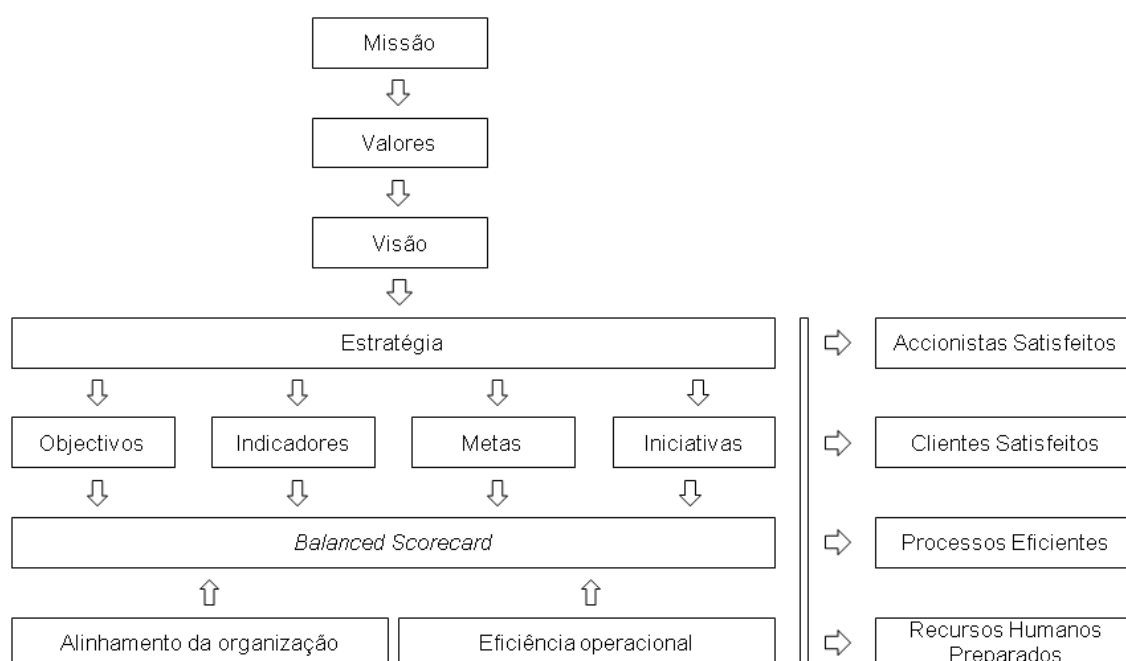 Missão
Valores
Visão
Estratégia
Accionistas Satisfeitos
Objectivos
Indicadores
Metas
Iniciativas
Clientes Satisfeitos
Balanced Scorecard
Processos Eficientes
Alinhamento da organização
Eficiência operacional
Recursos Humanos
Preparados